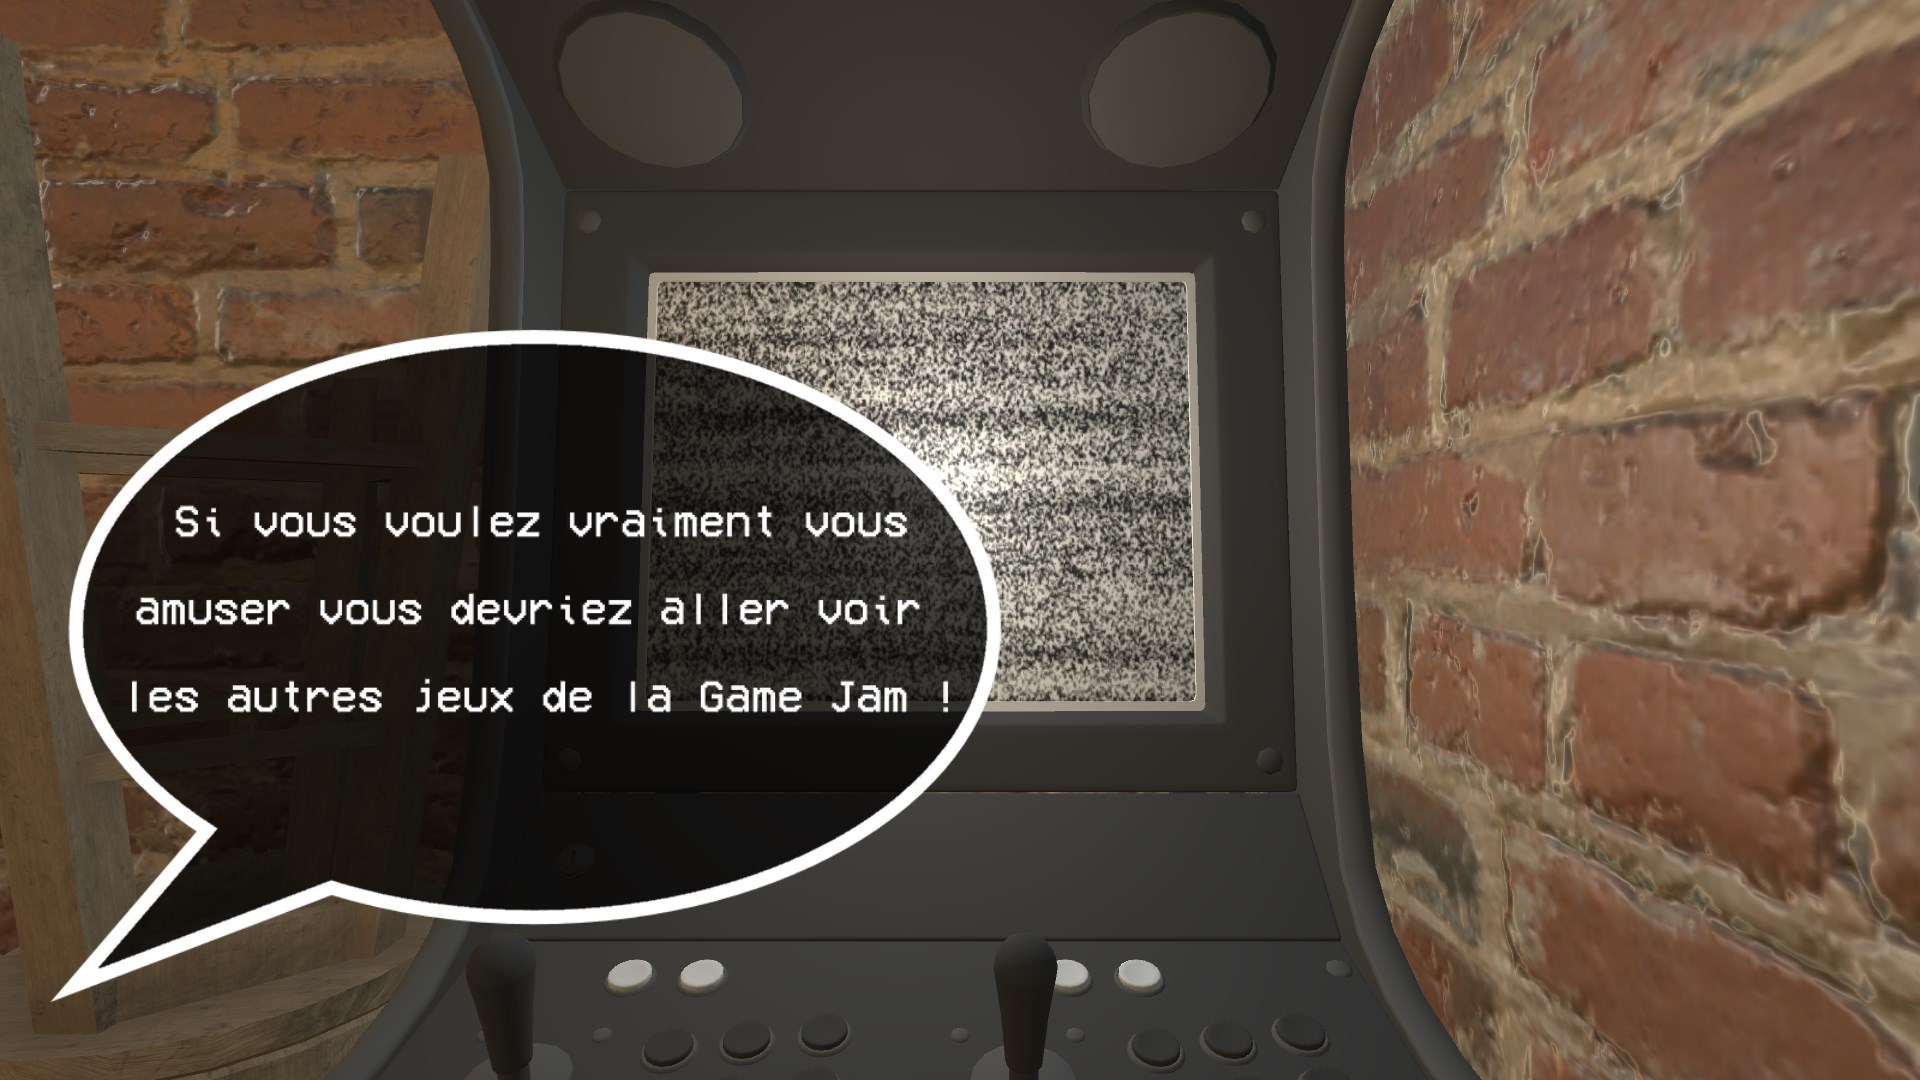 Si vous voulez vraiment vous
amuser vous devriez aller voir
les autres jeux de la Game Jam !